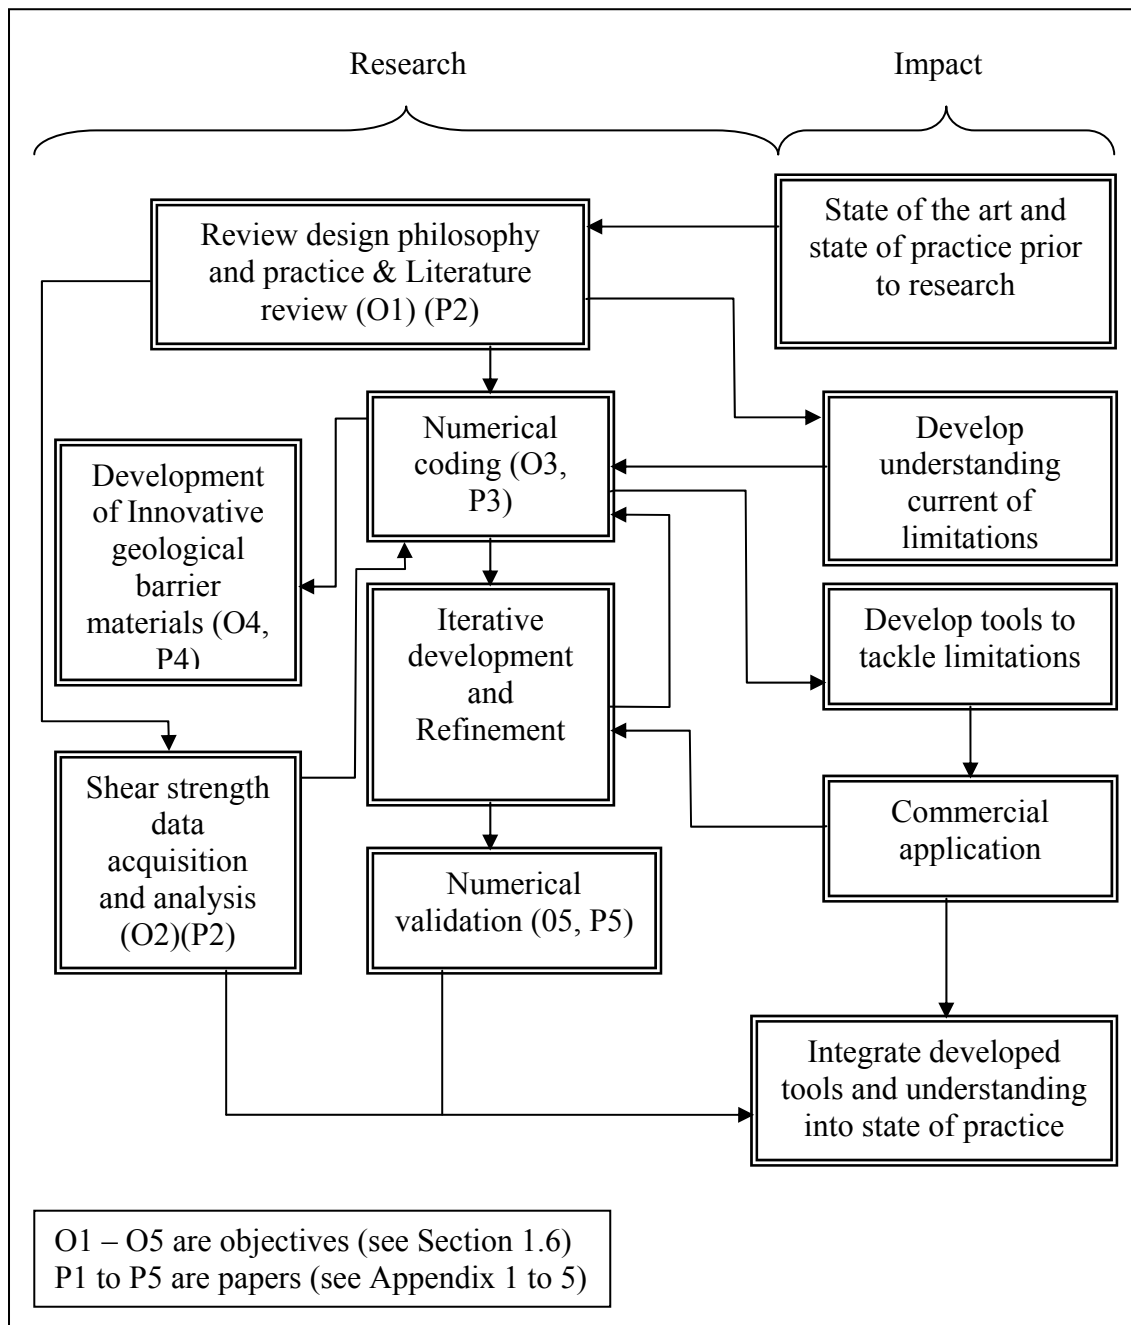 Research
Impact
State of the art and
state of practice prior
to research
Review design philosophy
and practice & Literature
review (O1) (P2)
Numerical
coding (O3,
P3)
Develop
understanding
current of
limitations
Development
of Innovative
geological
barrier
materials (O4,
P4)
Iterative
development
and
Refinement
Develop tools to
tackle limitations
Shear strength
data
acquisition
and analysis
(O2)(P2)
Commercial
application
Numerical
validation (05, P5)
Integrate developed
tools and understanding
into state of practice
O1 – O5 are objectives (see Section 1.6)
P1 to P5 are papers (see Appendix 1 to 5)